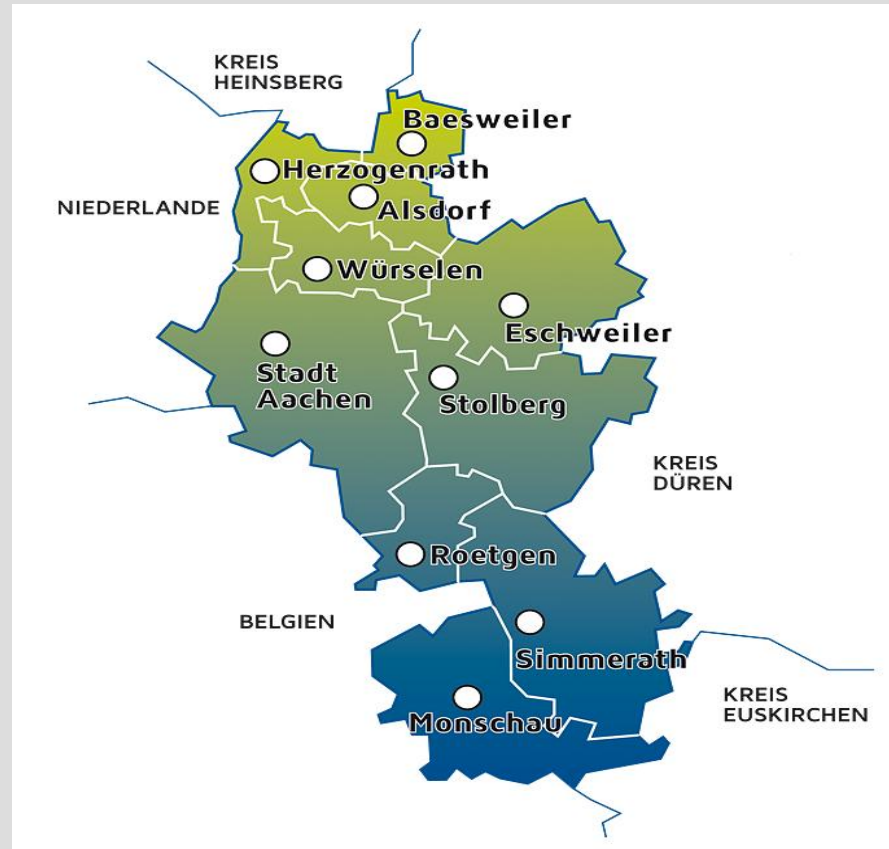 KREIS
HEINSBERG
Baesweiler
Herzogenrath
NIEDERLANDE
Alsdorf
Würselen
Eschweiler
Stadt
Aachen
Stolberg
KREIS
DÜREN
Roetgen
BELGIEN
Simmerath
KREIS
EUSKIRCHEN
Monschau